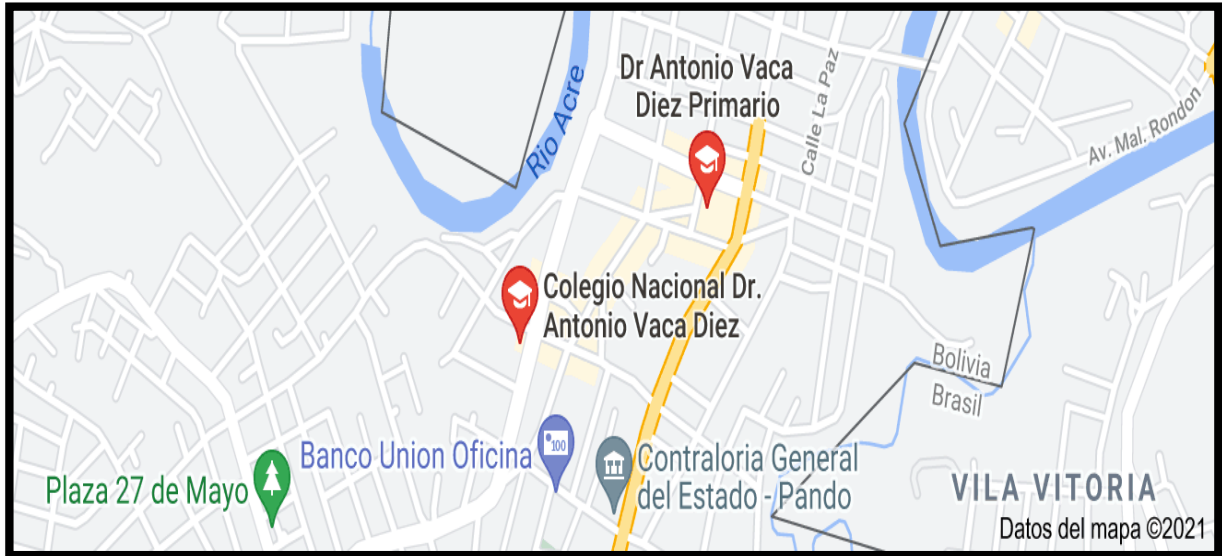 Dr Antonio Vaca
Diez Primario
Rio Acre
Calle La Paz
Av. Mal. Rondon
Colegio Nacional Dr.
Antonio Vaca Diez
Bolivia
Brasil
Banco Union Oficina
100
Contraloria General
del Estado - Pando
Plaza 27 de Mayo
VILA VITORIA
Datos del mapa ©2021